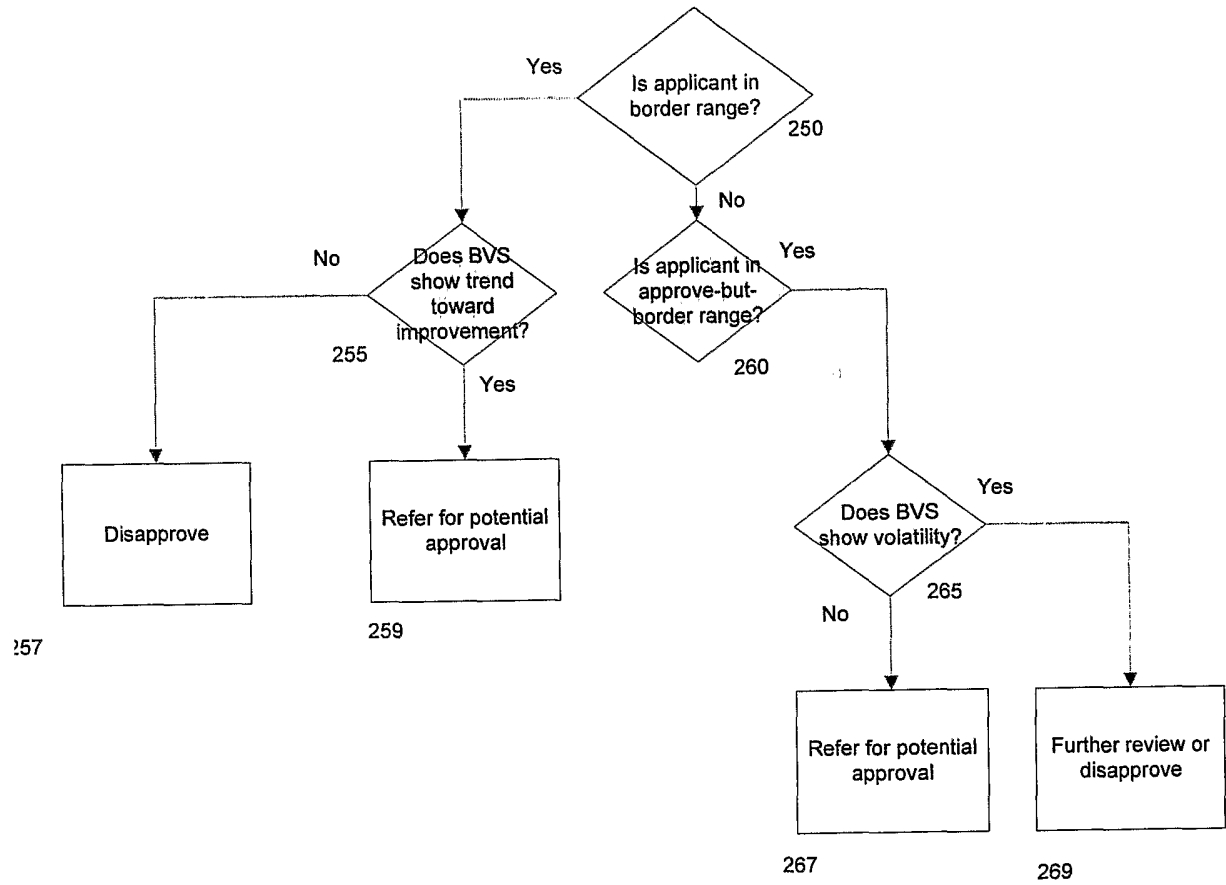 Yes
Is applicant in
border range?
250
No
No
Does BVS
show trend
toward
improvement?
255
Yes
Is applicant in
approve-but-
border range?
Yes
260
Disapprove
257
Refer for potential
approval
259
Does BVS
show volatility?
Yes
265
No
Refer for potential
approval
267
Further review or
disapprove
269